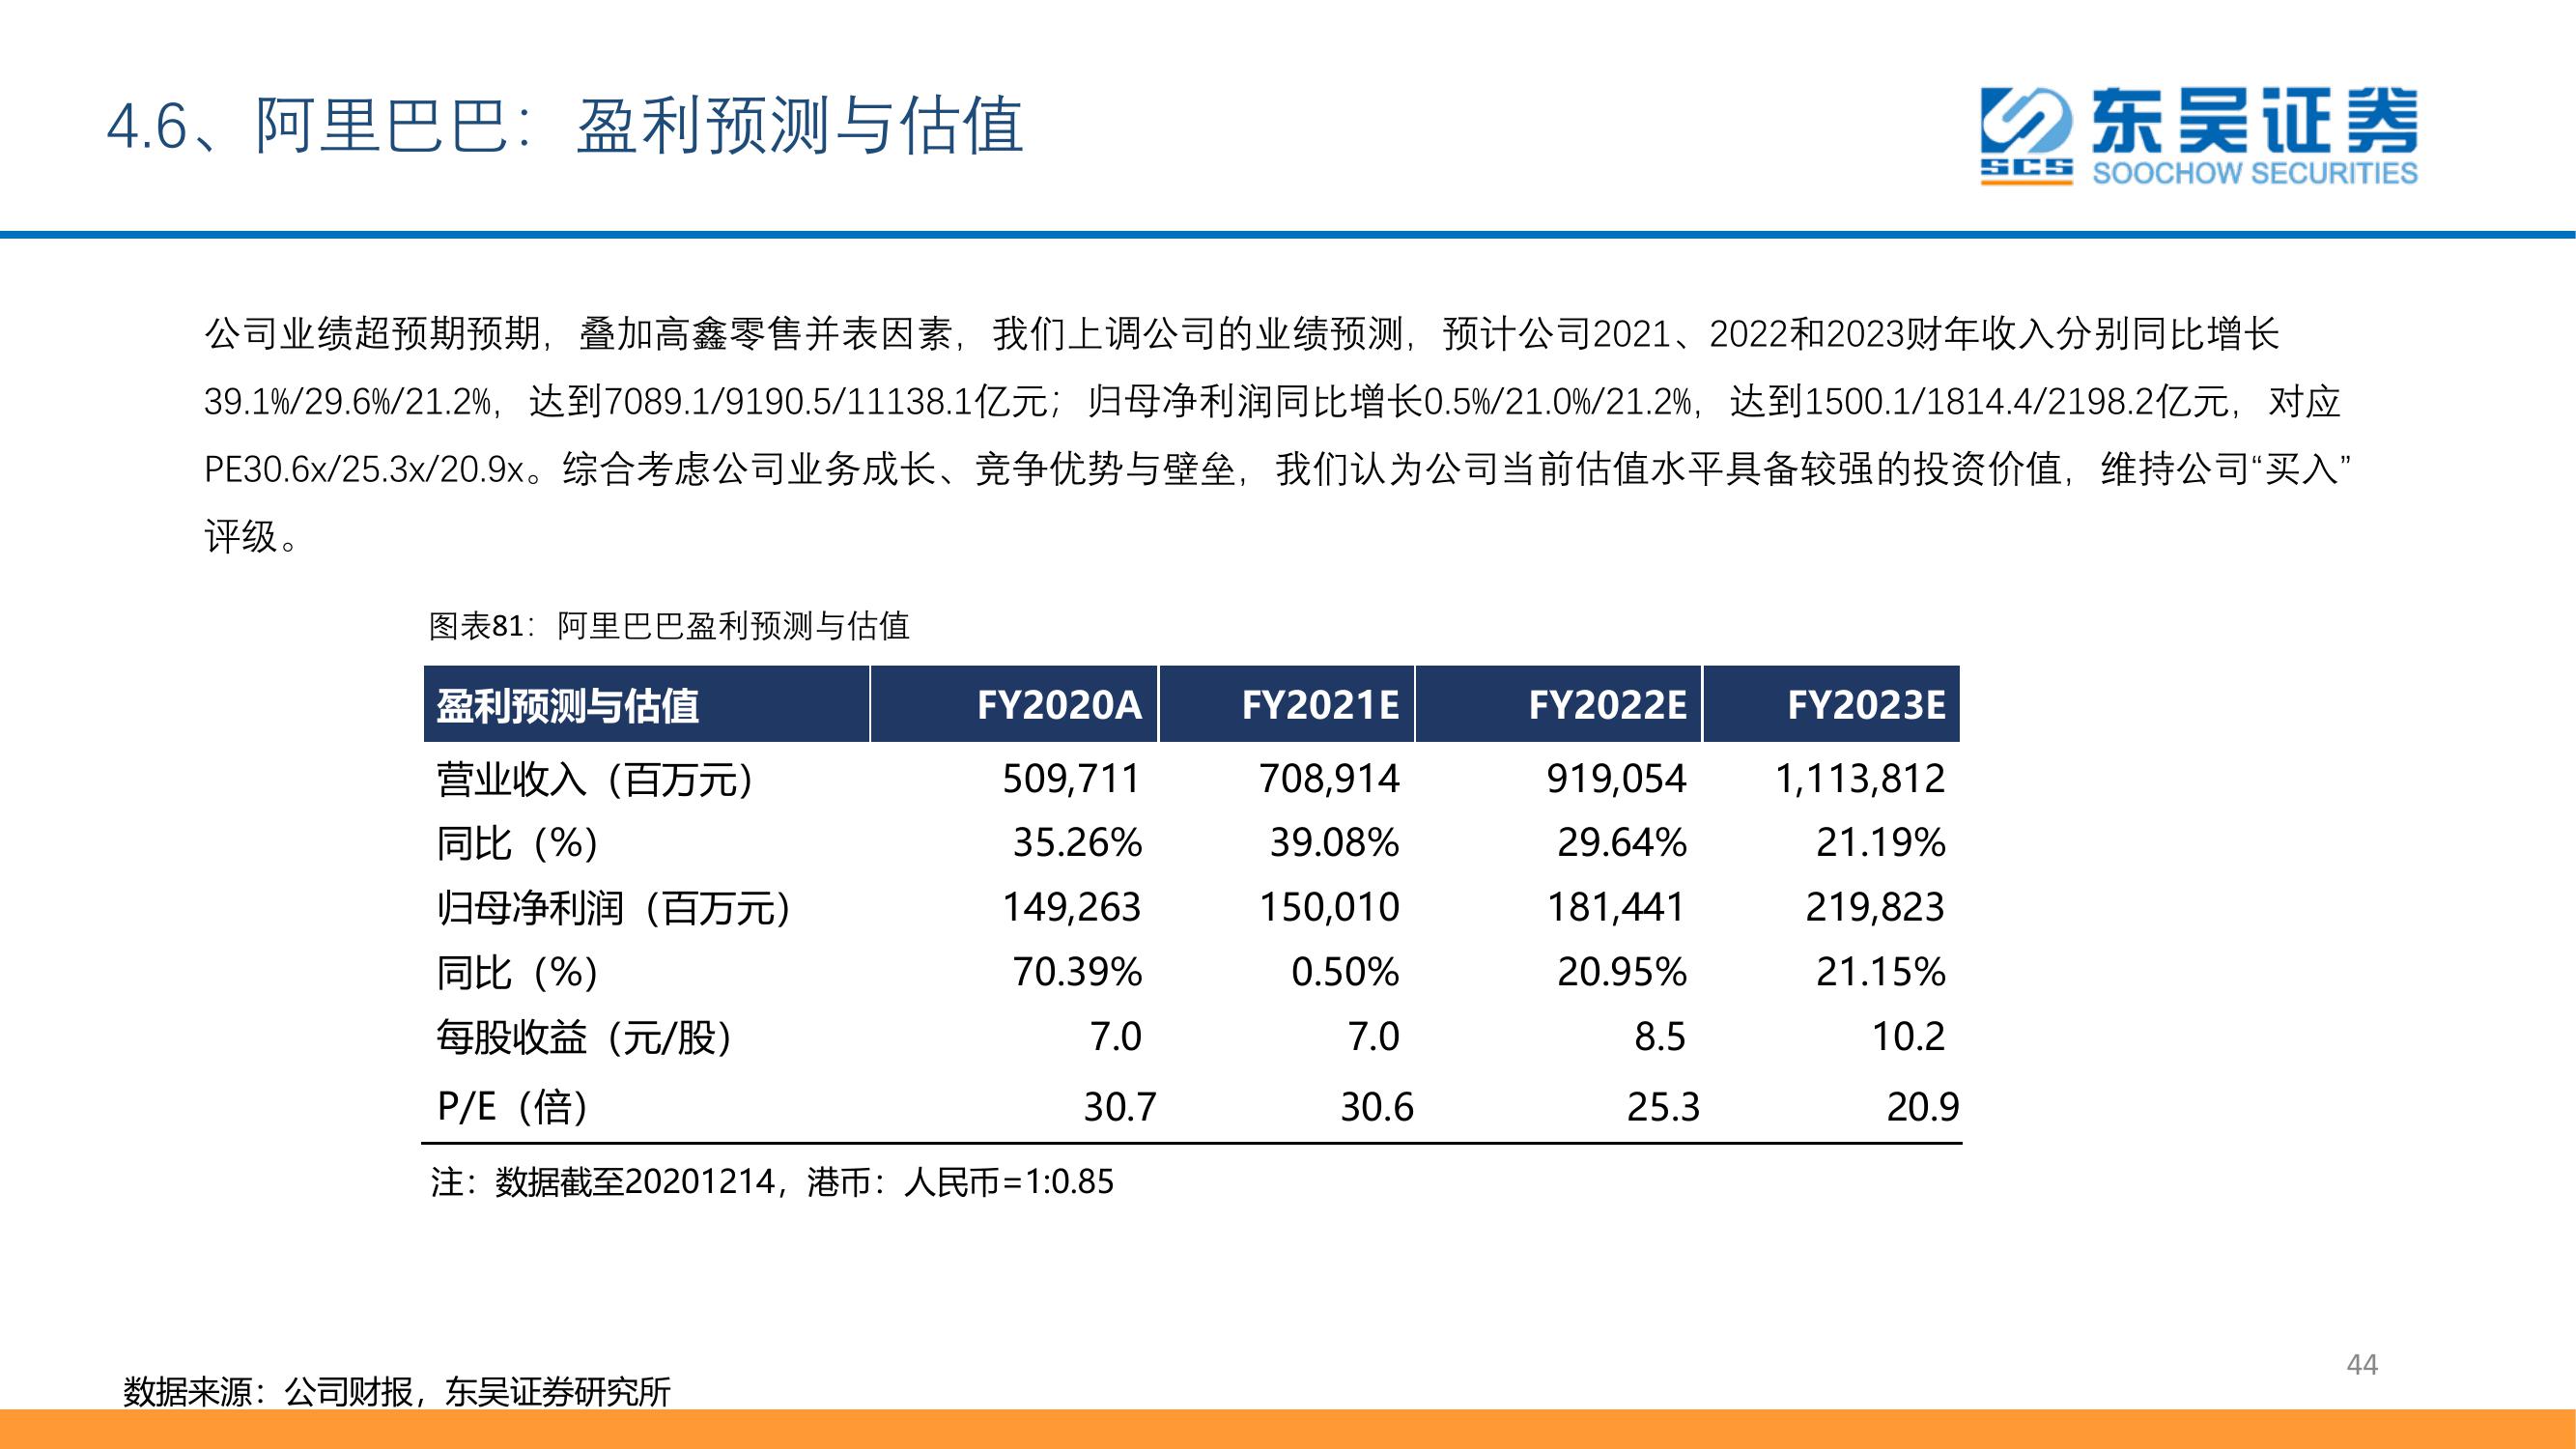 4.6、阿里巴巴：盈利预测与估值
东吴证券
SCS
SOOCHOW SECURITIES
公司业绩超预期预期，叠加高鑫零售并表因素，我们上调公司的业绩预测，预计公司2021、2022和2023财年收入分别同比增长
39.1%/29.6%/21.2%，达到7089.1/9190.5/11138.1亿元；归母净利润同比增长0.5%/21.0%/21.2%，达到1500.1/1814.4/2198.2亿元，对应
PE30.6x/25.3x/20.9x。综合考虑公司业务成长、竞争优势与壁垒，我们认为公司当前估值水平具备较强的投资价值，维持公司“买入”
评级。
图表81：阿里巴巴盈利预测与估值
盈利预测与估值 FY2020A FY2021E FY2022E FY2023E
营业收入（百万元） 509,711 708,914 919,054 1,113,812
同比（%） 35.26% 39.08% 29.64% 21.19%
归母净利润（百万元） 149,263 150,010 181,441 219,823
同比（%） 70.39% 0.50% 20.95% 21.15%
每股收益（元/股） 7.0 7.0 8.5 10.2
P/E（倍） 30.7 30.6 25.3 20.9
注：数据截至20201214，港币：人民币=1:0.85
44
数据来源：公司财报，东吴证券研究所